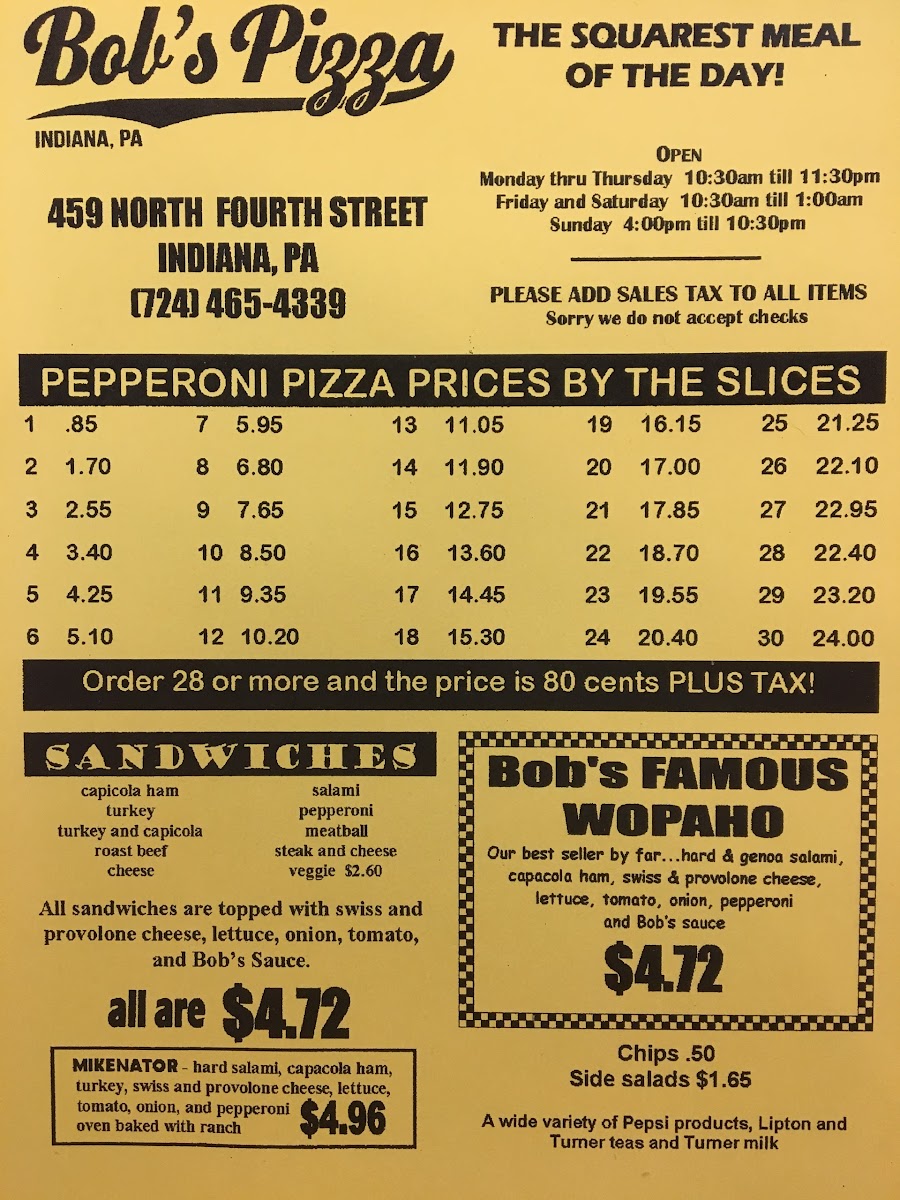 Bob's Pizza
INDIANA, PA
459 NORTH FOURTH STREET
INDIANA, PA
(724) 465-4339
THE SQUAREST MEAL
OF THE DAY!
OPEN
Monday thru Thursday 10:30am till 11:30pm
Friday and Saturday 10:30am till 1:00am
Sunday 4:00pm till 10:30pm
PLEASE ADD SALES TAX TO ALL ITEMS
Sorry we do not accept checks
PEPPERONI PIZZA PRICES BY THE SLICES
1 .85 7 5.95 13 11.05 19 16.15 25 21.25
2 1.70 8 6.80 14 11.90 20 17.00 26 22.10
3 2.55 9 7.65 15 12.75 21 17.85 27 22.95
4 3.40 10 8.50 16 13.60 22 18.70 28 22.40
5 4.25 11 9.35 17 14.45 23 19.55 29 23.20
6 5.10 12 10.20 18 15.30 24 20.40 30 24.00
Order 28 or more and the price is 80 cents PLUS TAX!
SANDWICHES
capicola ham salami
turkey pepperoni
turkey and capicola meatball
roast beef steak and cheese
cheese veggie $2.60
All sandwiches are topped with swiss and
provolone cheese, lettuce, onion, tomato,
and Bob's Sauce.
all are $4.72
MIKENATOR - hard salami, capacola ham,
turkey, swiss and provolone cheese, lettuce,
tomato, onion, and pepperoni $4.96
oven baked with ranch
Bob's FAMOUS
WOPAHO
Our best seller by far...hard & genoa salami,
capacola ham, swiss & provolone cheese,
lettuce, tomato, onion, pepperoni
and Bob's sauce
$4.72
Chips .50
Side salads $1.65
A wide variety of Pepsi products, Lipton and
Turner teas and Turner milk